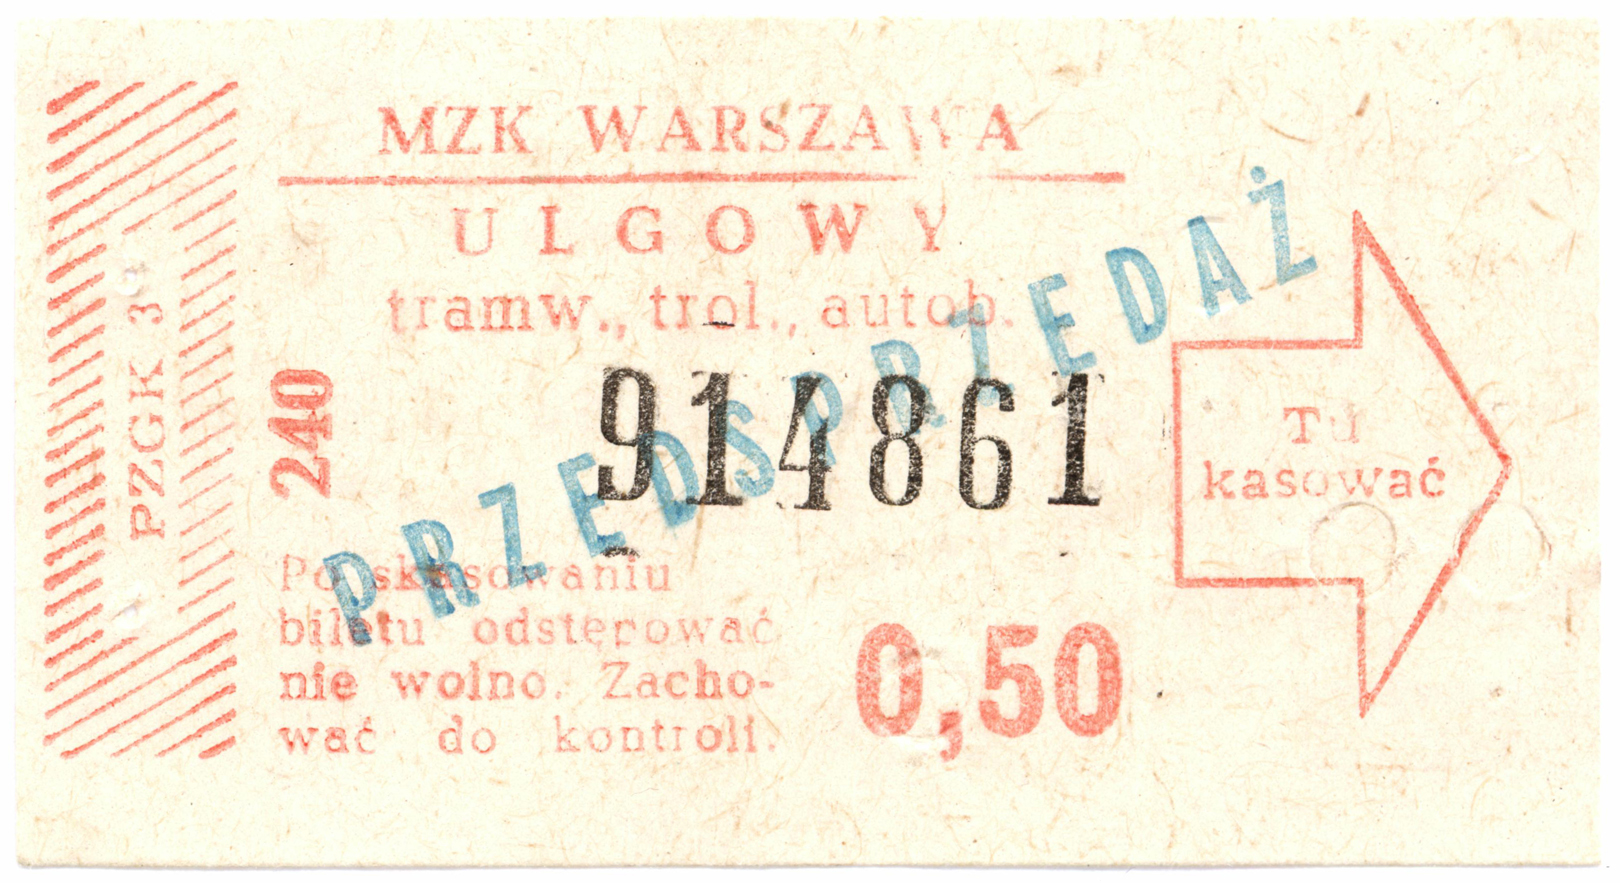 MZK WARSZAWA
ULGOWY
tramw., trol., autob.
PZGK 3
240
914861
PRZEDSPRZEDAŻ
Tu
kasować
Po skasowaniu
biletu odstępować
nie wolno. Zacho-
wać do kontroli.
0,50